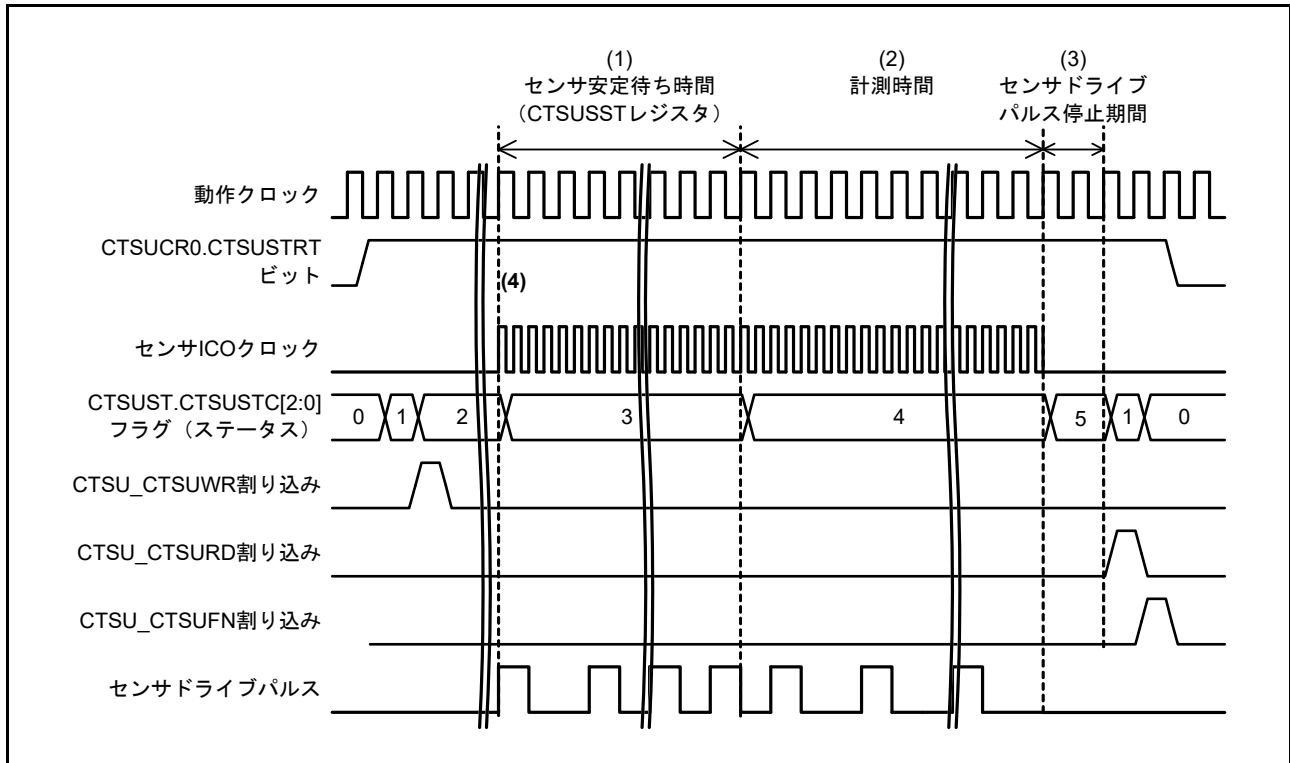 (1)
センサ安定待ち時間
（CTSUSSTレジスタ）
(2)
計測時間
(3)
センサドライブ
パルス停止期間
動作クロック
CTSUCR0.CTSUSTRT
ビット
(4)
センサICOクロック
CTSUST.CTSUSTC[2:0]
フラグ（ステータス）
0 1 2 3 4 5 1 0
CTSU_CTSUWR割り込み
CTSU_CTSURD割り込み
CTSU_CTSUFN割り込み
センサドライブパルス